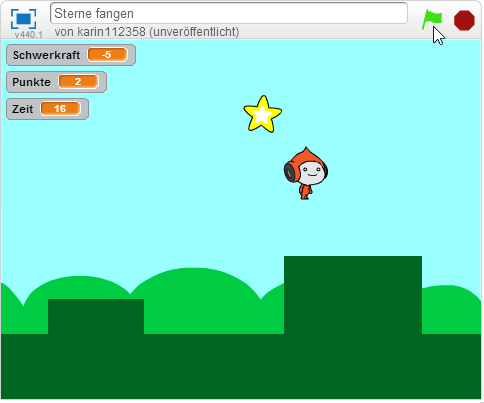 Sterne fangen
v440.1
von karin112358 (unveröffentlicht)
Schwerkraft -5
Punkte 2
Zeit 16